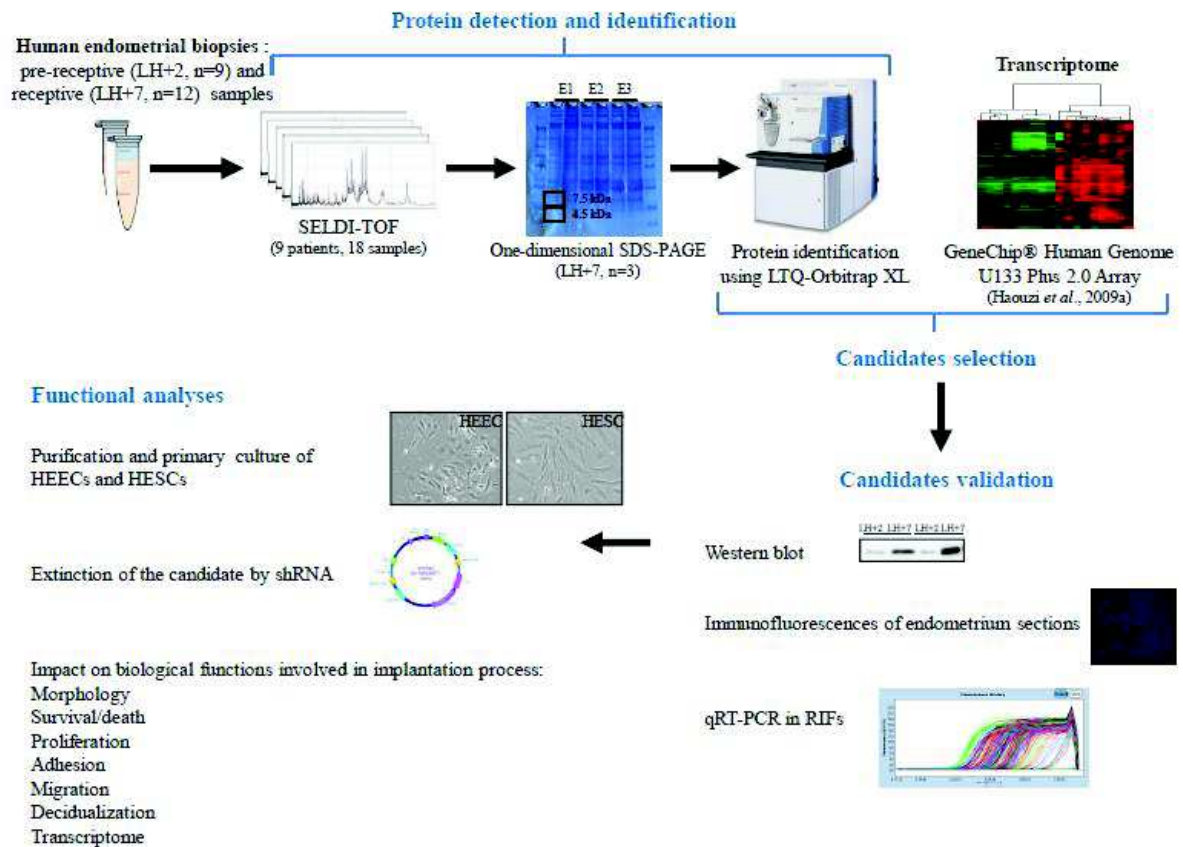 Protein detection and identification
Human endometrial biopsies :
pre-receptive (LH+2, n=9) and
receptive (LH+7, n=12) samples
E1 E2 E3
7.5 kDa
4.5 kDa
SELDI-TOF
(9 patients, 18 samples)
One-dimensional SDS-PAGE
(LH+7, n=3)
Protein identification
using LTQ-Orbitrap XL
Transcriptome
GeneChip® Human Genome
U133 Plus 2.0 Array
(Haouzi et al., 2009a)
Candidates selection
Candidates validation
LH+2 LH+7 LH+2 LH+7
Western blot
Immunofluorescences of endometrium sections
qRT-PCR in RIFs
Functional analyses
HEEC
HESC
Purification and primary culture of
HEECs and HESCs
Extinction of the candidate by shRNA
Impact on biological functions involved in implantation process:
Morphology
Survival/death
Proliferation
Adhesion
Migration
Decidualization
Transcriptome